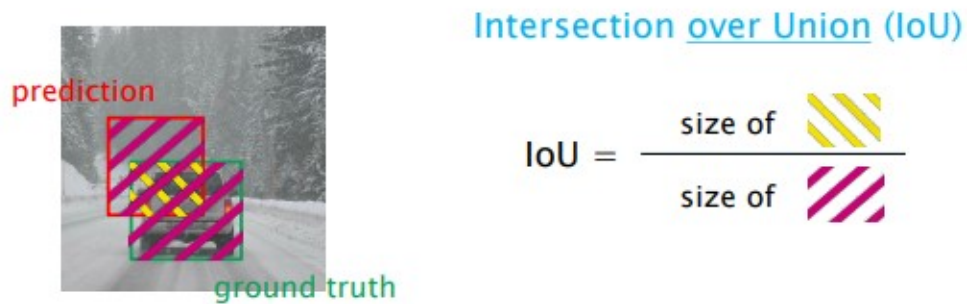 Intersection over Union (IoU)
prediction
ground truth
IoU =
size of
size of